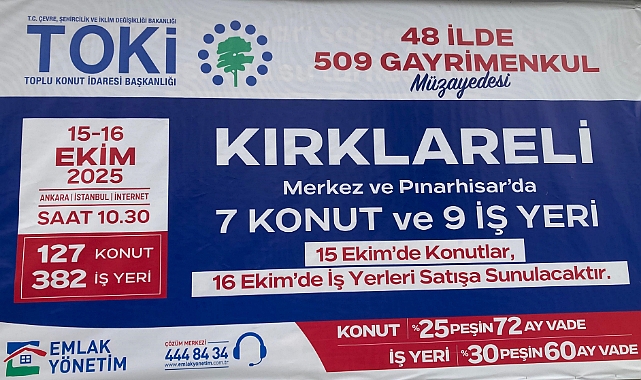 T.C. ÇEVRE, ŞEHİRCİLİK VE İKLİM DEĞİŞİKLİĞİ BAKANLIĞI
TOKİ
TOPLU KONUT İDARESİ BAŞKANLIĞI
48 İLDE
509 GAYRİMENKUL
Müzayedesi
15-16
EKİM
2025
ANKARA | İSTANBUL | İNTERNET
SAAT 10.30
127 KONUT
382 İŞ YERİ
KIRKLARELİ
Merkez ve Pınarhisar'da
7 KONUT ve 9 İŞ YERİ
15 Ekim'de Konutlar,
16 Ekim'de İş Yerleri Satışa Sunulacaktır.
EMLAK
YÖNETİM
ÇÖZÜM MERKEZİ
444 84 34
www.emlakyonetim.com.tr
KONUT %25 PEŞİN 72 AY VADE
İŞ YERİ %30 PEŞİN 60 AY VADE